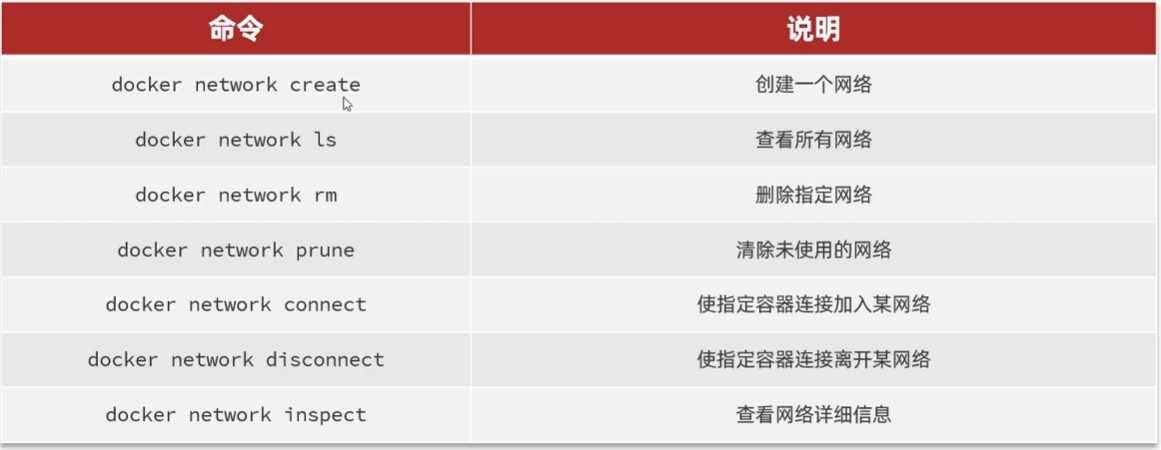 命令 说明
docker network create 创建一个网络
docker network ls 查看所有网络
docker network rm 删除指定网络
docker network prune 清除未使用的网络
docker network connect 使指定容器连接加入某网络
docker network disconnect 使指定容器连接离开某网络
docker network inspect 查看网络详细信息